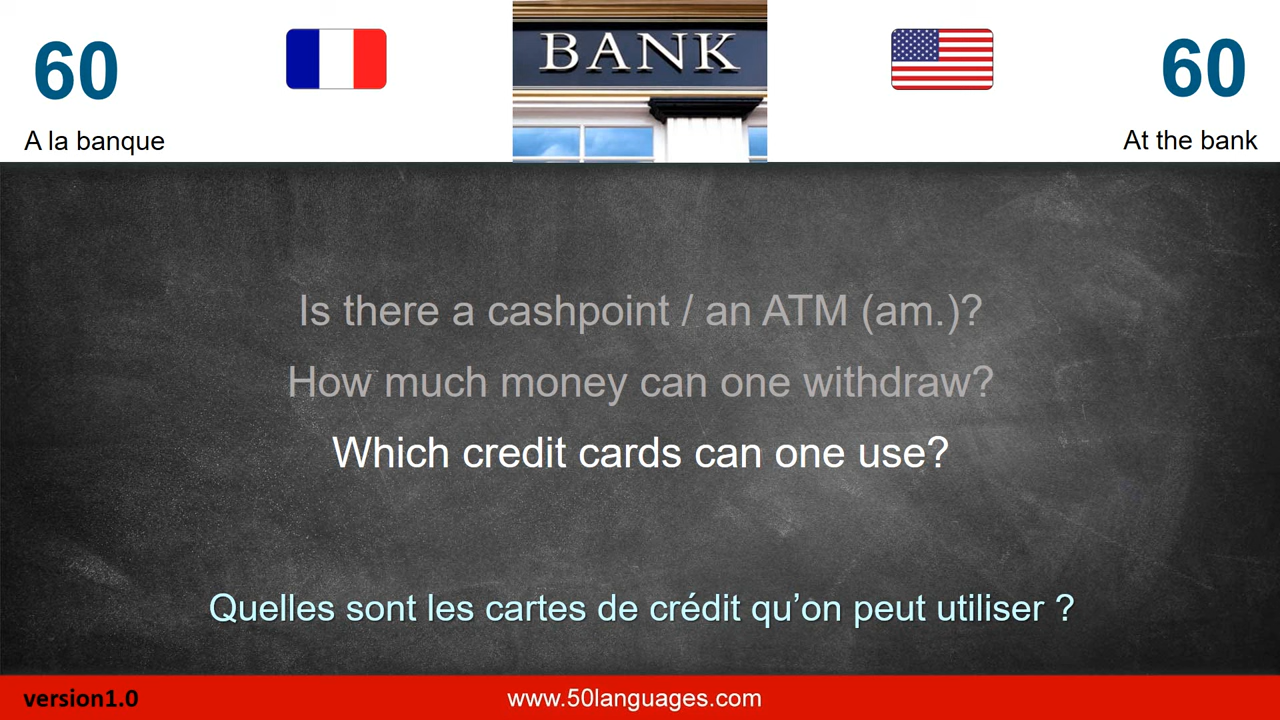 60
60
BANK
A la banque
At the bank
Is there a cashpoint / an ATM (am.)?
How much money can one withdraw?
Which credit cards can one use?
Quelles sont les cartes de crédit qu’on peut utiliser ?
version1.0
www.50languages.com